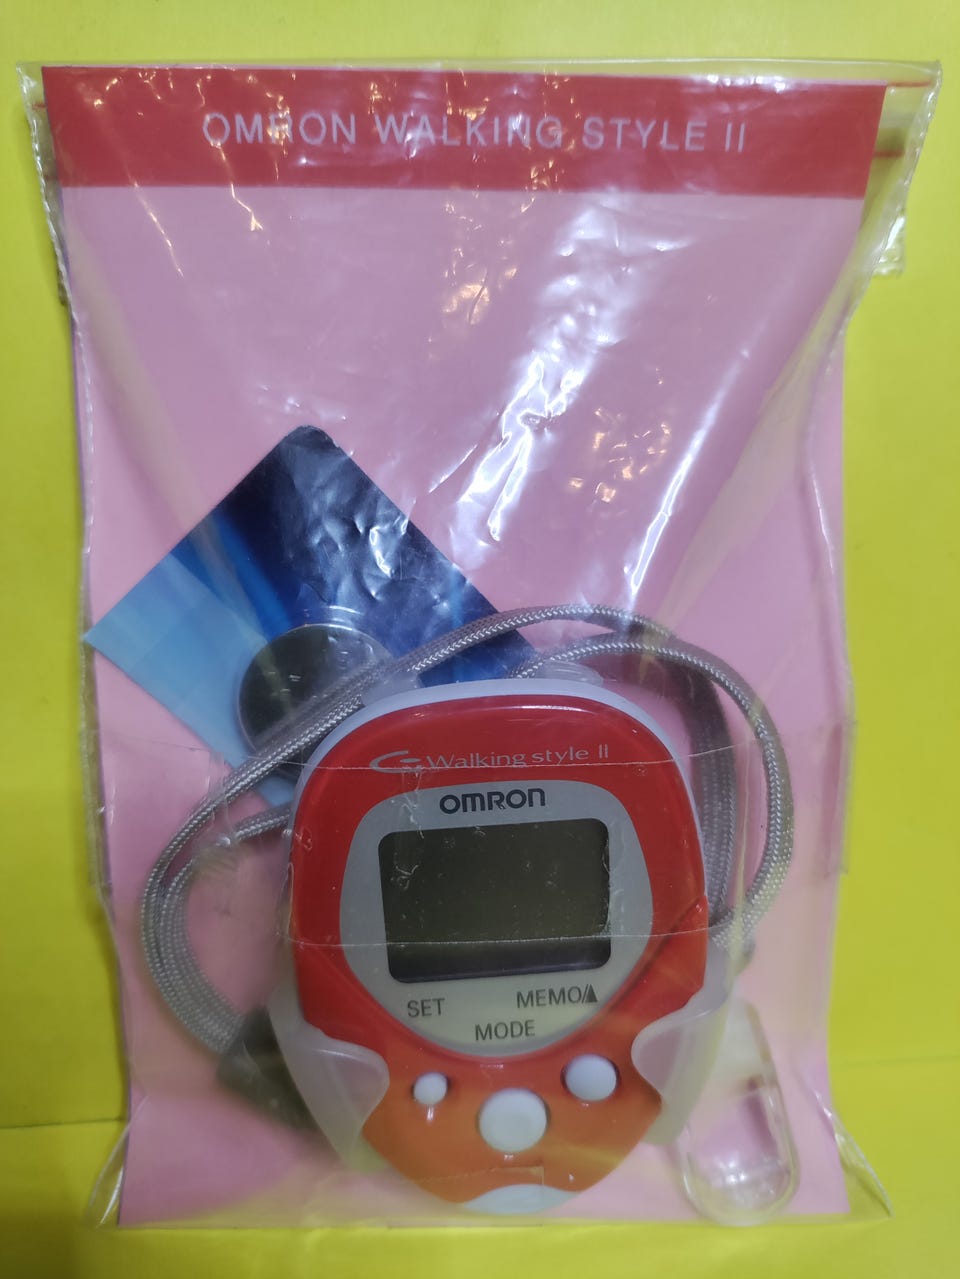 OMRON WALKING STYLE II
Walking style II
OMRON
SET
MEMO/▲
MODE